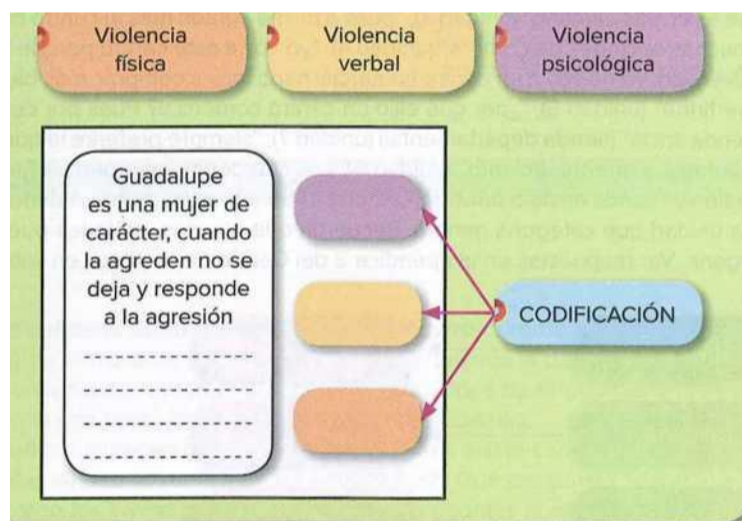 Violencia
física
Violencia
verbal
Violencia
psicológica
Guadalupe
es una mujer de
carácter, cuando
la agreden no se
deja y responde
a la agresión
CODIFICACIÓN